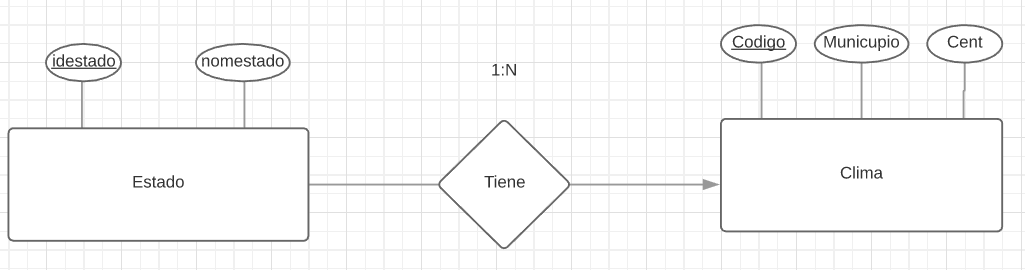 idestado
nomestado
1:N
Codigo
Municupio
Cent
Estado
Tiene
Clima